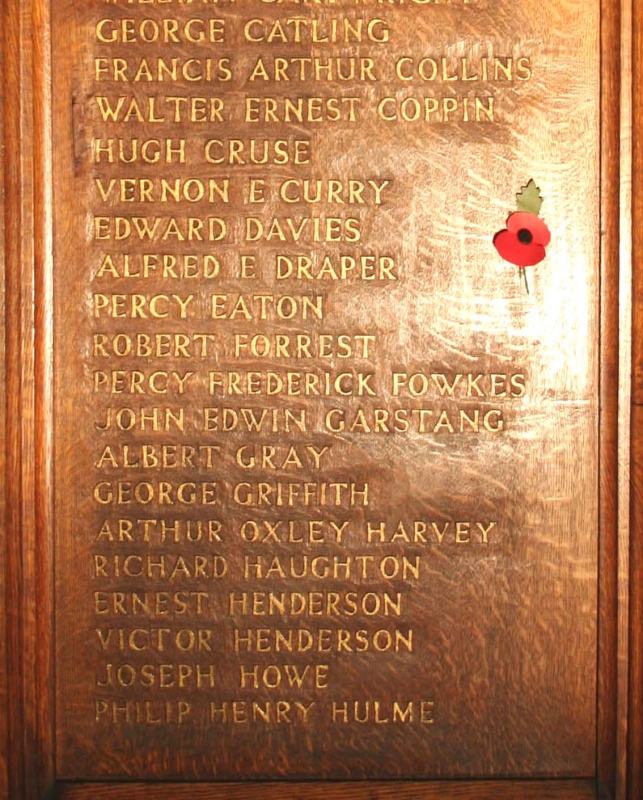 WILLIAM CARTWRIGHT
GEORGE CATLING
FRANCIS ARTHUR COLLINS
WALTER ERNEST COPPIN
HUGH CRUSE
VERNON E CURRY
EDWARD DAVIES
ALFRED E DRAPER
PERCY EATON
ROBERT FORREST
PERCY FREDERICK FOWKES
JOHN EDWIN GARSTANG
ALBERT GRAY
GEORGE GRIFFITH
ARTHUR OXLEY HARVEY
RICHARD HAUGHTON
ERNEST HENDERSON
VICTOR HENDERSON
JOSEPH HOWE
PHILIP HENRY HULME